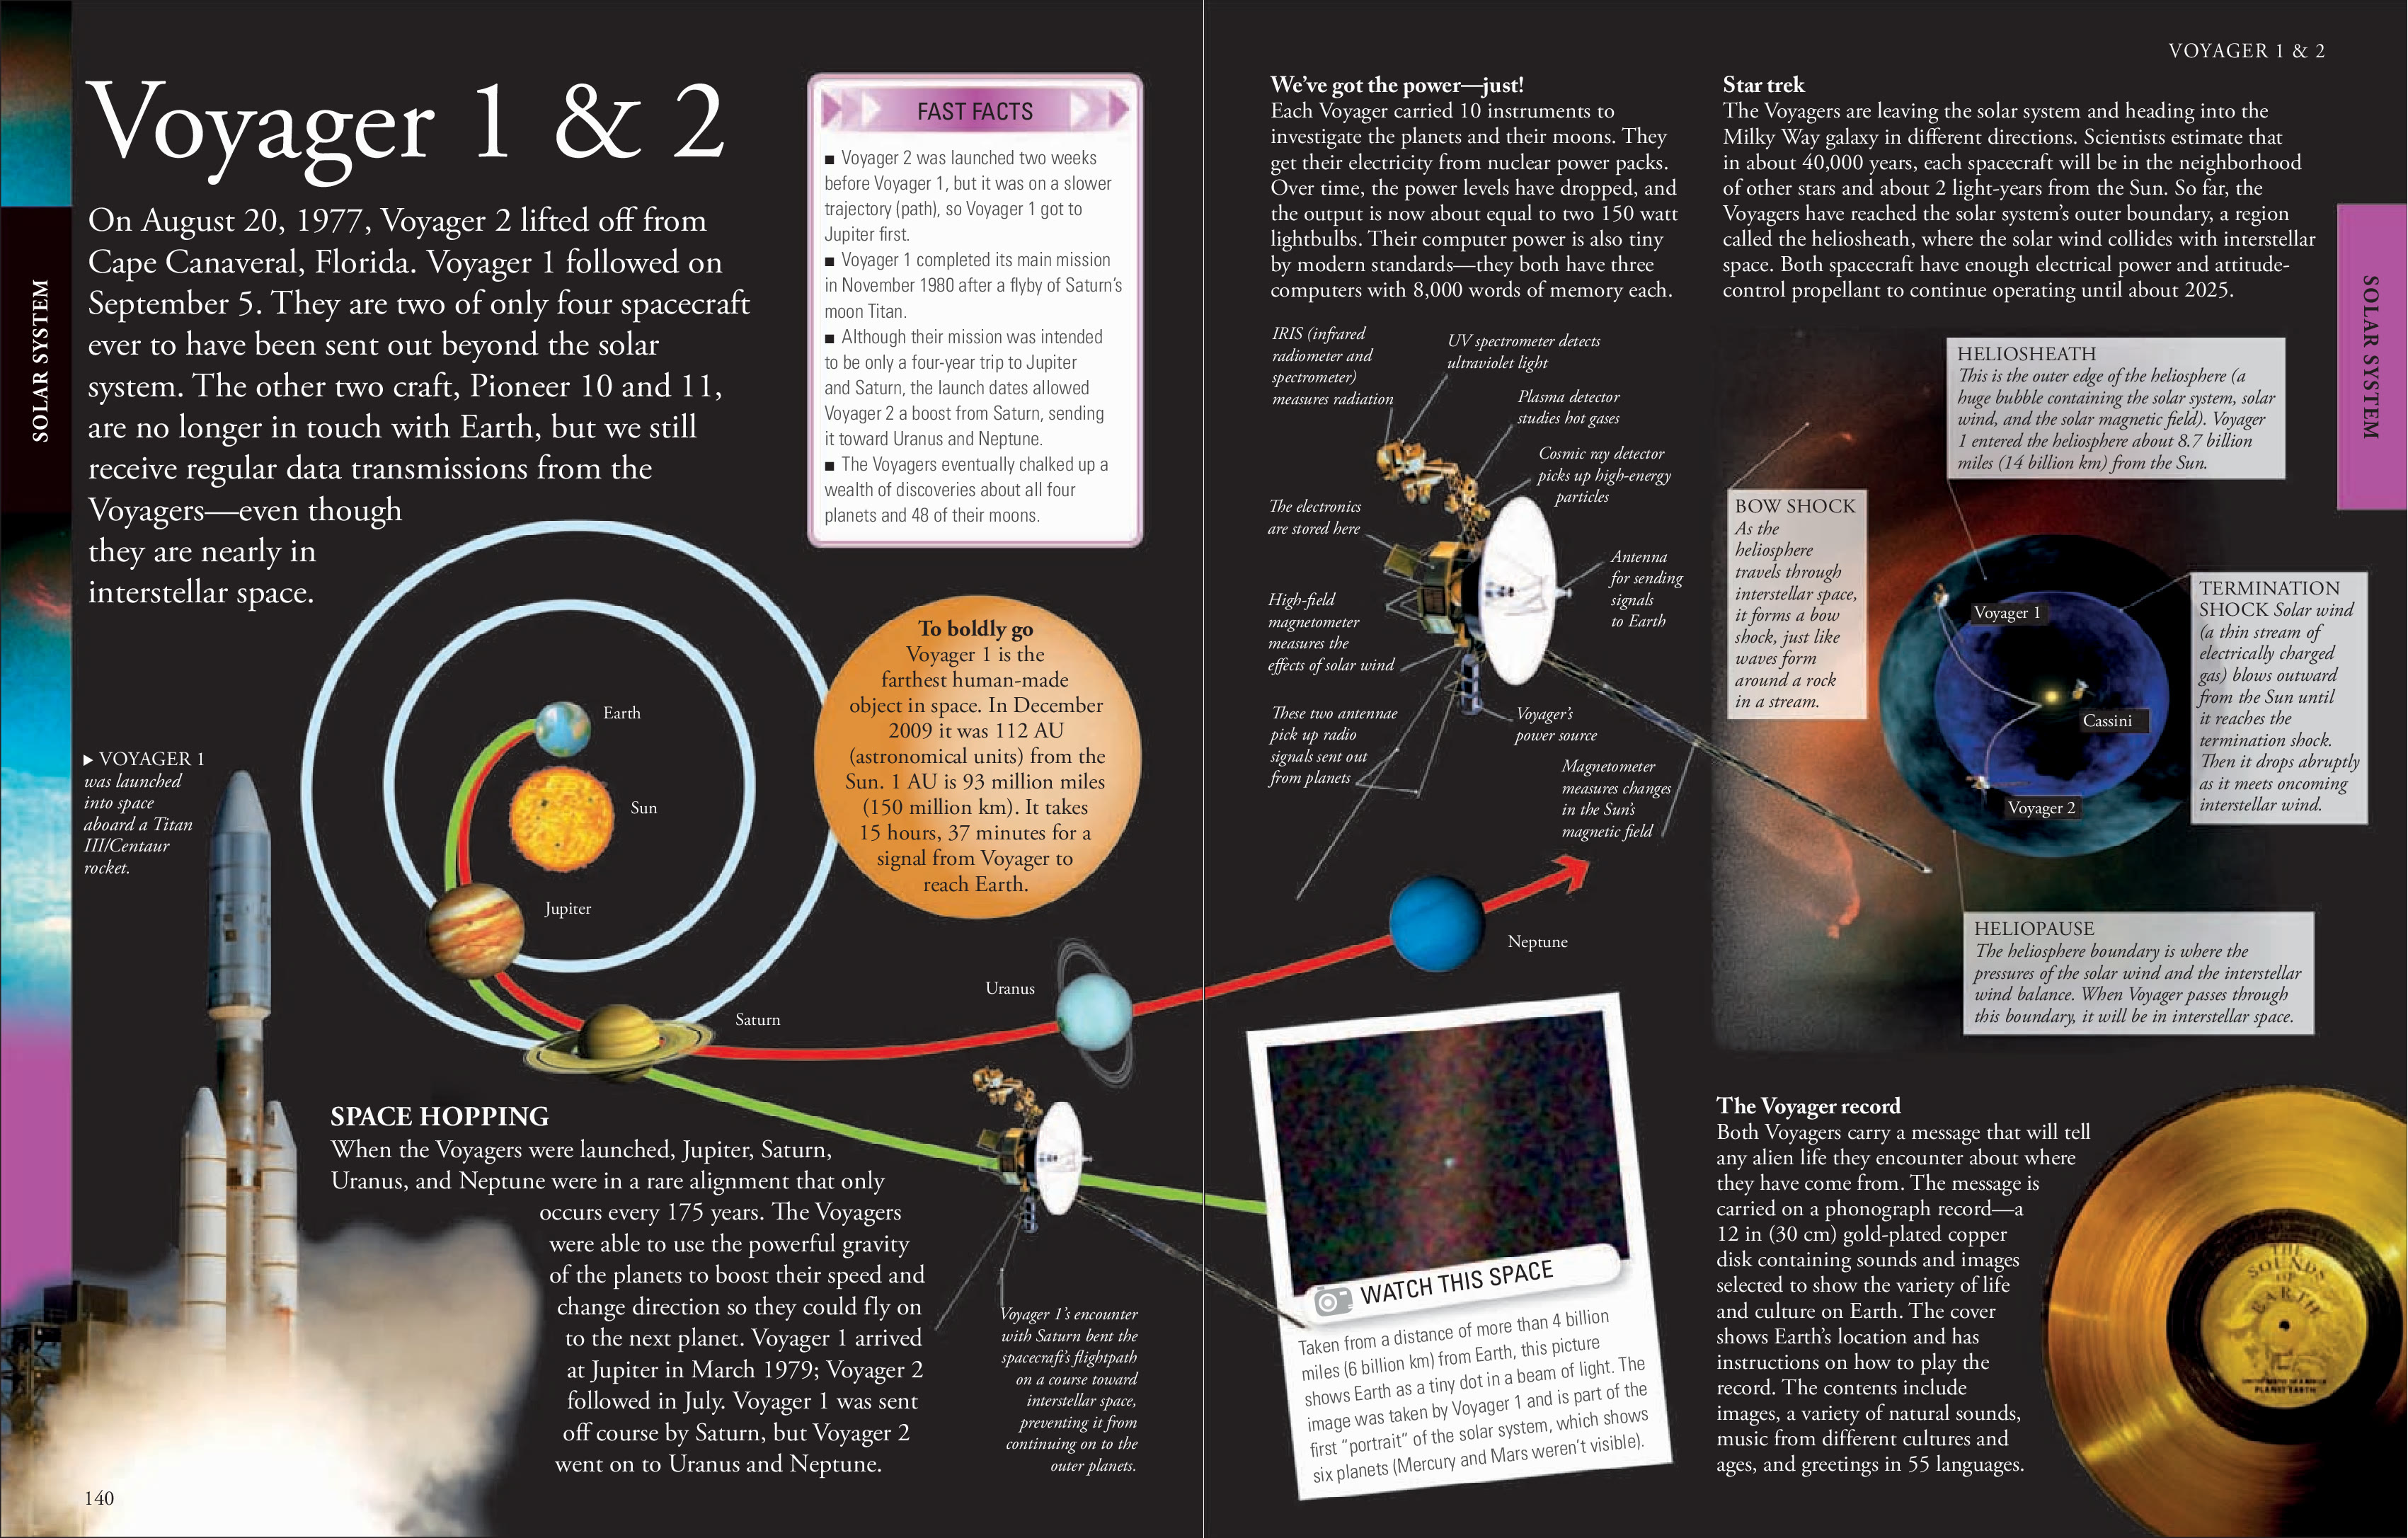 VOYAGER 1 & 2
SOLAR SYSTEM
Voyager 1 & 2
On August 20, 1977, Voyager 2 lifted off from
Cape Canaveral, Florida. Voyager 1 followed on
September 5. They are two of only four spacecraft
ever to have been sent out beyond the solar
system. The other two craft, Pioneer 10 and 11,
are no longer in touch with Earth, but we still
receive regular data transmissions from the
Voyagers—even though
they are nearly in
interstellar space.
FAST FACTS
■ Voyager 2 was launched two weeks
before Voyager 1, but it was on a slower
trajectory (path), so Voyager 1 got to
Jupiter first.
■ Voyager 1 completed its main mission
in November 1980 after a flyby of Saturn's
moon Titan.
■ Although their mission was intended
to be only a four-year trip to Jupiter
and Saturn, the launch dates allowed
Voyager 2 a boost from Saturn, sending
it toward Uranus and Neptune.
■ The Voyagers eventually chalked up a
wealth of discoveries about all four
planets and 48 of their moons.
To boldly go
Voyager 1 is the
farthest human-made
object in space. In December
2009 it was 112 AU
(astronomical units) from the
Sun. 1 AU is 93 million miles
(150 million km). It takes
15 hours, 37 minutes for a
signal from Voyager to
reach Earth.
▶ VOYAGER 1
was launched
into space
aboard a Titan
III/Centaur
rocket.
Earth
Sun
Jupiter
Saturn
Uranus
Neptune
SPACE HOPPING
When the Voyagers were launched, Jupiter, Saturn,
Uranus, and Neptune were in a rare alignment that only
occurs every 175 years. The Voyagers
were able to use the powerful gravity
of the planets to boost their speed and
change direction so they could fly on
to the next planet. Voyager 1 arrived
at Jupiter in March 1979; Voyager 2
followed in July. Voyager 1 was sent
off course by Saturn, but Voyager 2
went on to Uranus and Neptune.
Voyager 1's encounter
with Saturn bent the
spacecraft's flightpath
on a course toward
interstellar space,
preventing it from
continuing on to the
outer planets.
140
We've got the power—just!
Each Voyager carried 10 instruments to
investigate the planets and their moons. They
get their electricity from nuclear power packs.
Over time, the power levels have dropped, and
the output is now about equal to two 150 watt
lightbulbs. Their computer power is also tiny
by modern standards—they both have three
computers with 8,000 words of memory each.
IRIS (infrared
radiometer and
spectrometer)
measures radiation
UV spectrometer detects
ultraviolet light
Plasma detector
studies hot gases
Cosmic ray detector
picks up high-energy
particles
The electronics
are stored here
Antenna
for sending
signals
to Earth
High-field
magnetometer
measures the
effects of solar wind
These two antennae
pick up radio
signals sent out
from planets
Voyager's
power source
Magnetometer
measures changes
in the Sun's
magnetic field
WATCH THIS SPACE
Taken from a distance of more than 4 billion
miles (6 billion km) from Earth, this picture
shows Earth as a tiny dot in a beam of light. The
image was taken by Voyager 1 and is part of the
first "portrait" of the solar system, which shows
six planets (Mercury and Mars weren't visible).
Star trek
The Voyagers are leaving the solar system and heading into the
Milky Way galaxy in different directions. Scientists estimate that
in about 40,000 years, each spacecraft will be in the neighborhood
of other stars and about 2 light-years from the Sun. So far, the
Voyagers have reached the solar system's outer boundary, a region
called the heliosheath, where the solar wind collides with interstellar
space. Both spacecraft have enough electrical power and attitude-
control propellant to continue operating until about 2025.
HELIOSHEATH
This is the outer edge of the heliosphere (a
huge bubble containing the solar system, solar
wind, and the solar magnetic field). Voyager
1 entered the heliosphere about 8.7 billion
miles (14 billion km) from the Sun.
BOW SHOCK
As the
heliosphere
travels through
interstellar space,
it forms a bow
shock, just like
waves form
around a rock
in a stream.
Voyager 1
Cassini
Voyager 2
TERMINATION
SHOCK Solar wind
(a thin stream of
electrically charged
gas) blows outward
from the Sun until
it reaches the
termination shock.
Then it drops abruptly
as it meets oncoming
interstellar wind.
HELIOPAUSE
The heliosphere boundary is where the
pressures of the solar wind and the interstellar
wind balance. When Voyager passes through
this boundary, it will be in interstellar space.
The Voyager record
Both Voyagers carry a message that will tell
any alien life they encounter about where
they have come from. The message is
carried on a phonograph record—a
12 in (30 cm) gold-plated copper
disk containing sounds and images
selected to show the variety of life
and culture on Earth. The cover
shows Earth's location and has
instructions on how to play the
record. The contents include
images, a variety of natural sounds,
music from different cultures and
ages, and greetings in 55 languages.
THE
SOUNDS
OF
EARTH
PLANET EARTH
SOLAR SYSTEM